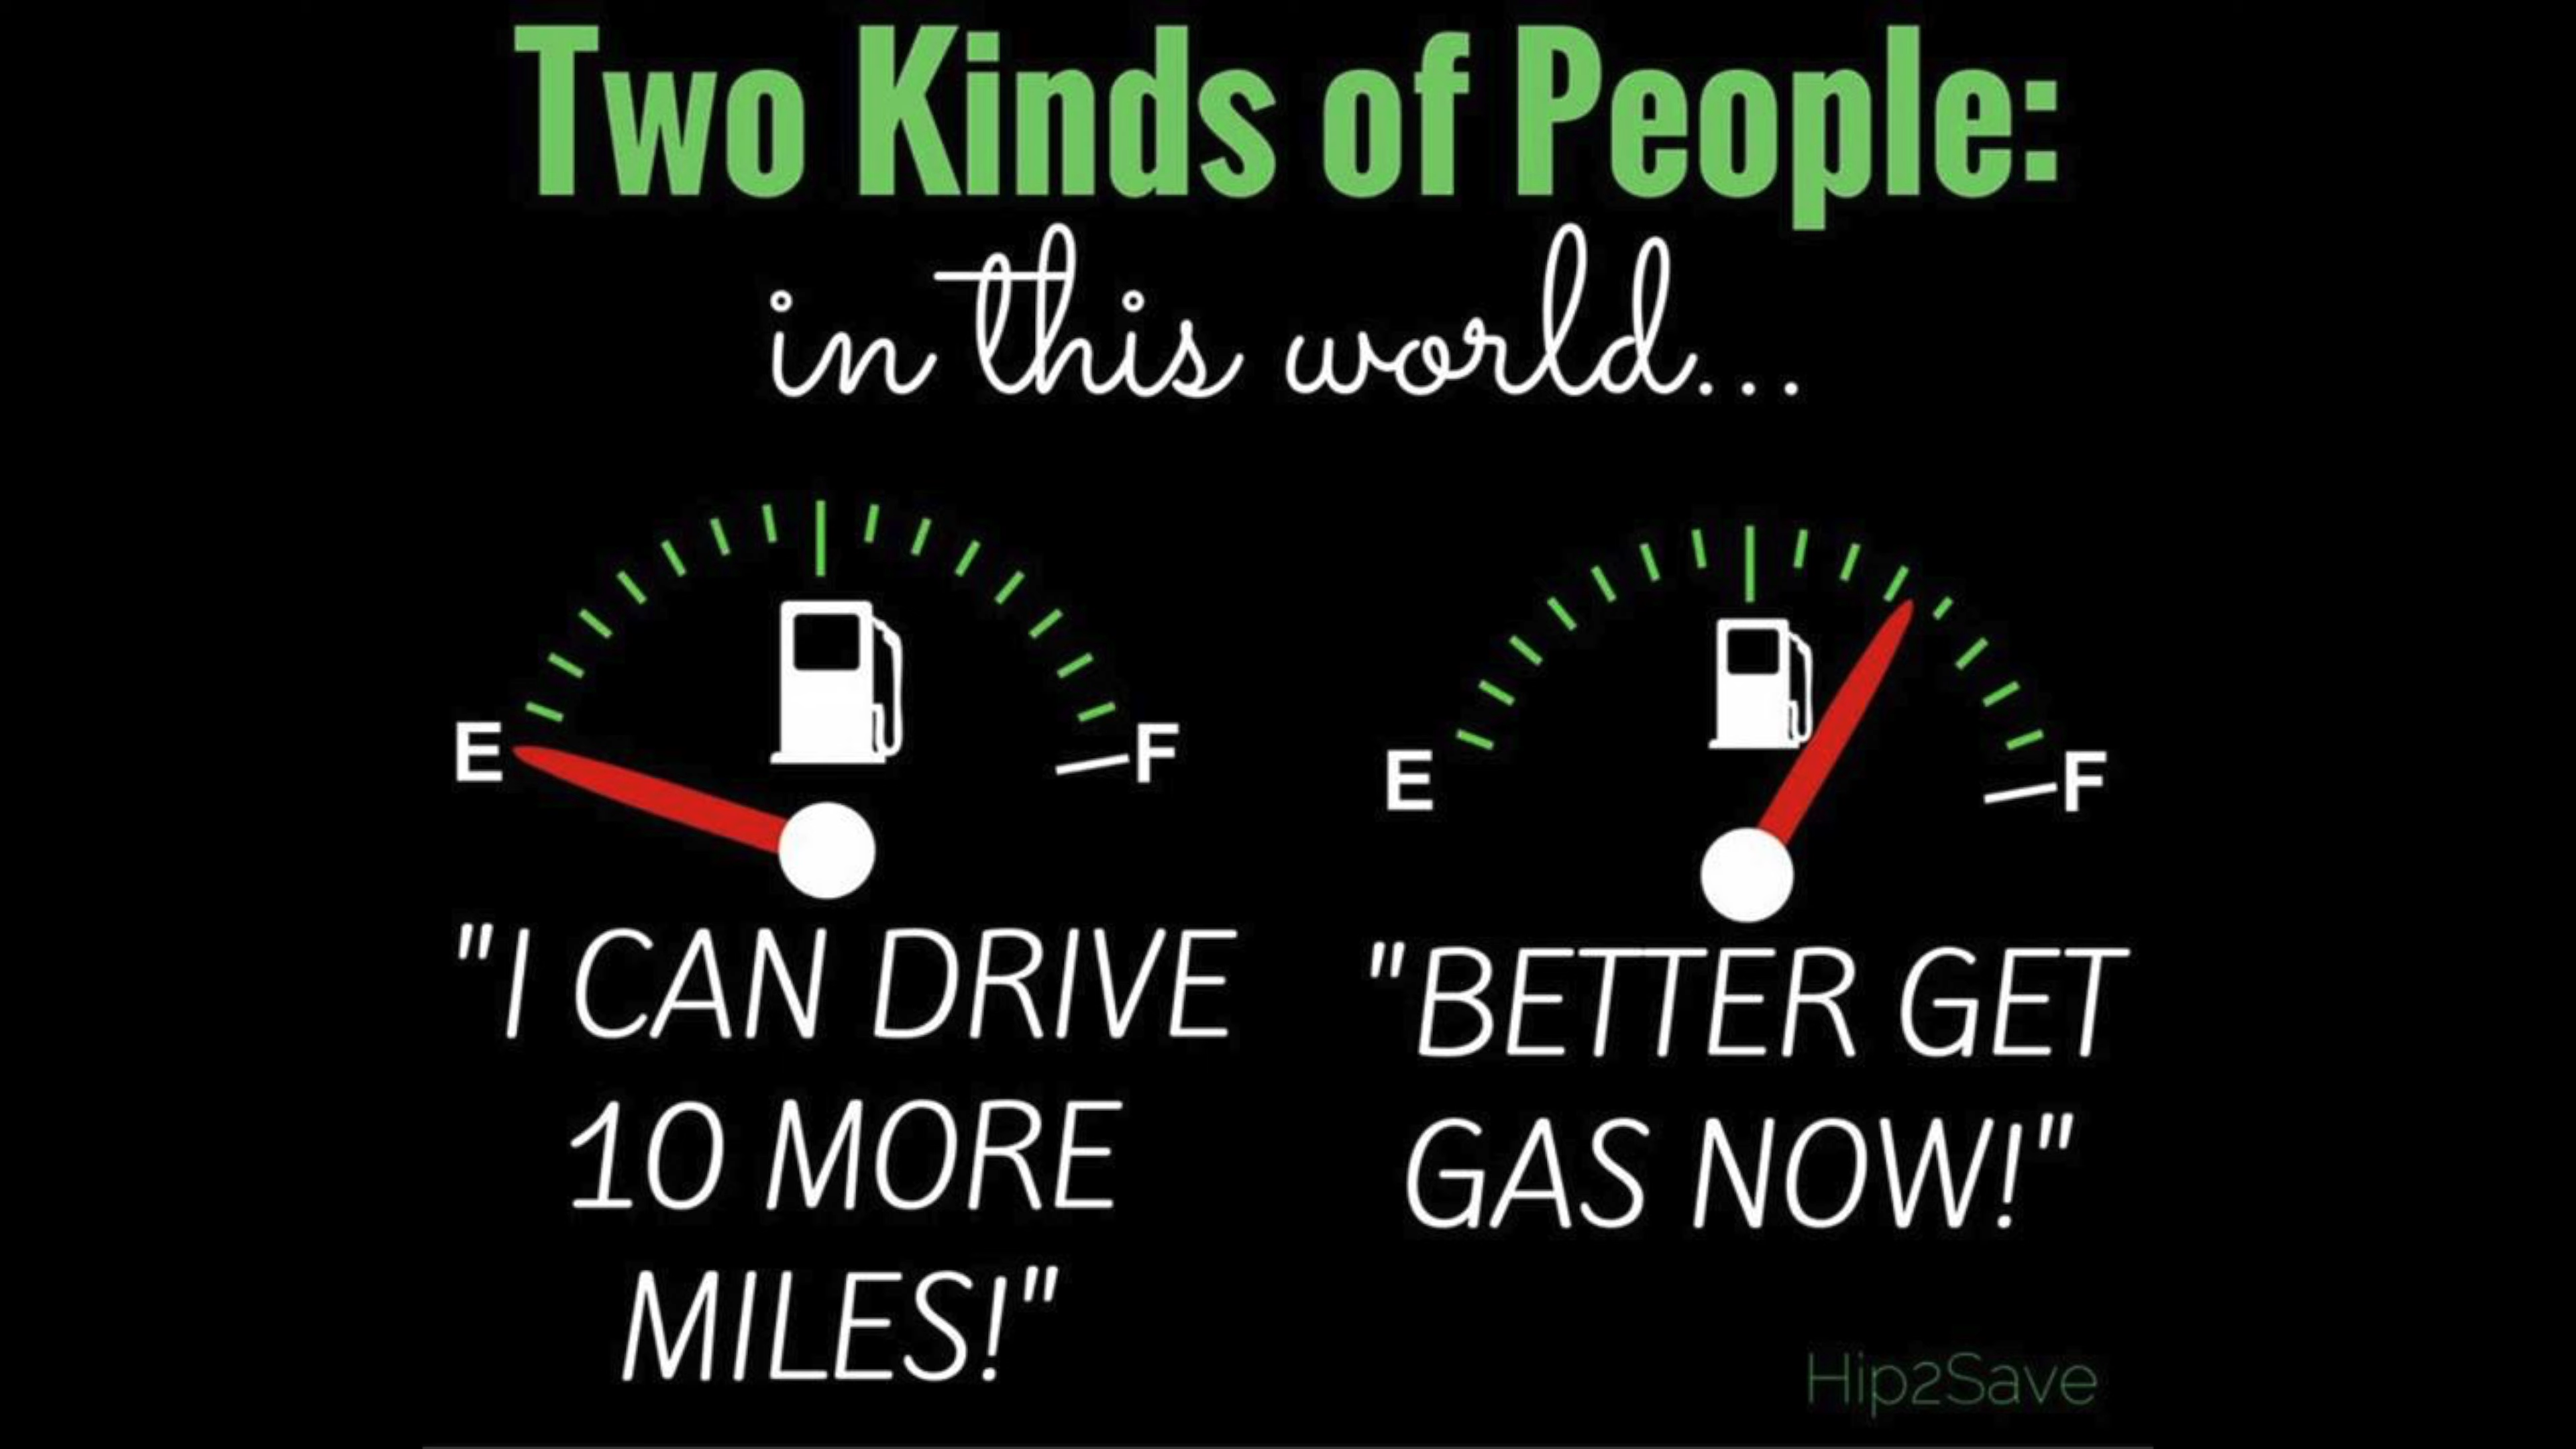 Two Kinds of People:
in this world...
E F
"I CAN DRIVE
10 MORE
MILES!"
E F
"BETTER GET
GAS NOW!"
Hip2Save